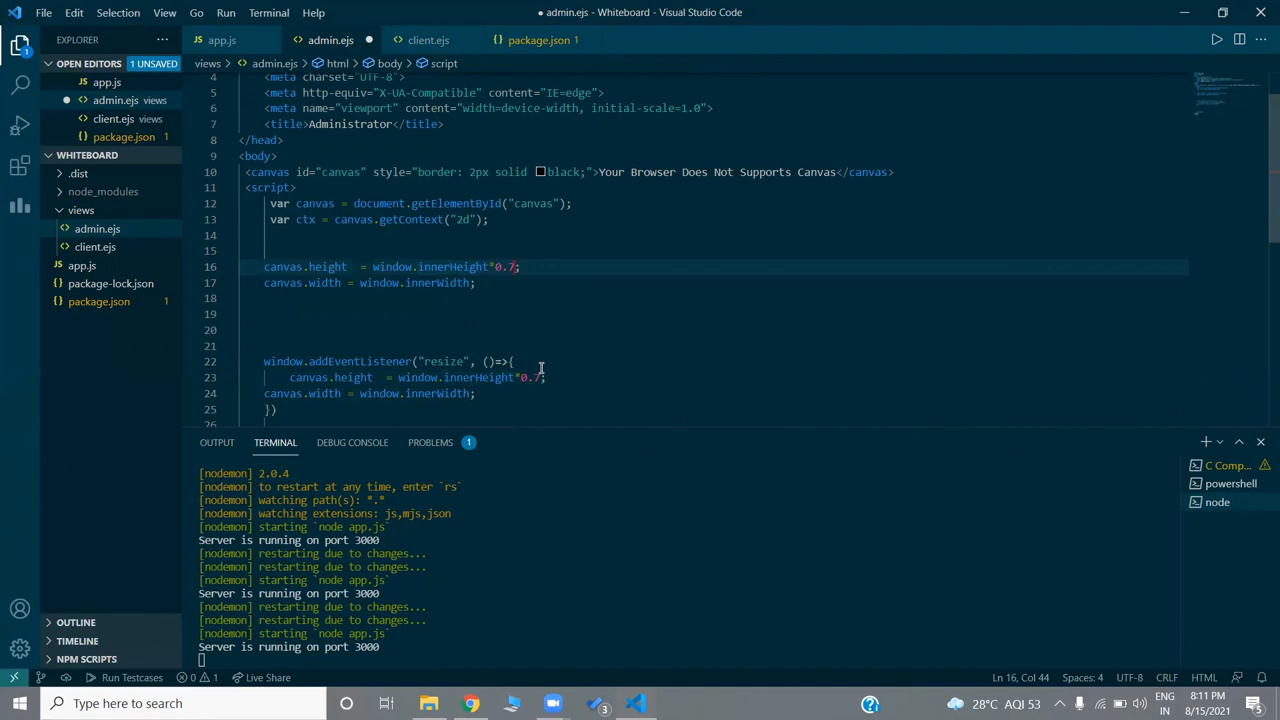 File Edit Selection View Go Run Terminal Help ● admin.ejs - Whiteboard - Visual Studio Code
EXPLORER ...
JS app.js admin.ejs ● client.ejs {} package.json 1
OPEN EDITORS 1 UNSAVED
views > admin.ejs > html > body > script
JS app.js
● admin.ejs views
client.ejs views
{} package.json 1
WHITEBOARD
> .dist
> node_modules
views
admin.ejs
client.ejs
JS app.js
{} package-lock.json
{} package.json 1
4 <meta charset="UTF-8">
5 <meta http-equiv="X-UA-Compatible" content="IE=edge">
6 <meta name="viewport" content="width=device-width, initial-scale=1.0">
7 <title>Administrator</title>
8 </head>
9 <body>
10 <canvas id="canvas" style="border: 2px solid black;">Your Browser Does Not Supports Canvas</canvas>
11 <script>
12 var canvas = document.getElementById("canvas");
13 var ctx = canvas.getContext("2d");
14
15
16 canvas.height = window.innerHeight*0.7;
17 canvas.width = window.innerWidth;
18
19
20
21
22 window.addEventListener("resize", ()=>{
23 canvas.height = window.innerHeight*0.7;
24 canvas.width = window.innerWidth;
25 })
26
OUTPUT TERMINAL DEBUG CONSOLE PROBLEMS 1
[nodemon] 2.0.4
[nodemon] to restart at any time, enter `rs`
[nodemon] watching path(s): *.*
[nodemon] watching extensions: js,mjs,json
[nodemon] starting `node app.js`
Server is running on port 3000
[nodemon] restarting due to changes...
[nodemon] restarting due to changes...
[nodemon] starting `node app.js`
Server is running on port 3000
[nodemon] restarting due to changes...
[nodemon] restarting due to changes...
[nodemon] starting `node app.js`
Server is running on port 3000
C Comp...
powershell
node
OUTLINE
TIMELINE
NPM SCRIPTS
Run Testcases 0 1 Live Share Ln 16, Col 44 Spaces: 4 UTF-8 CRLF HTML
Type here to search 3 28°C AQI 53 ENG IN 8:11 PM 8/15/2021 5